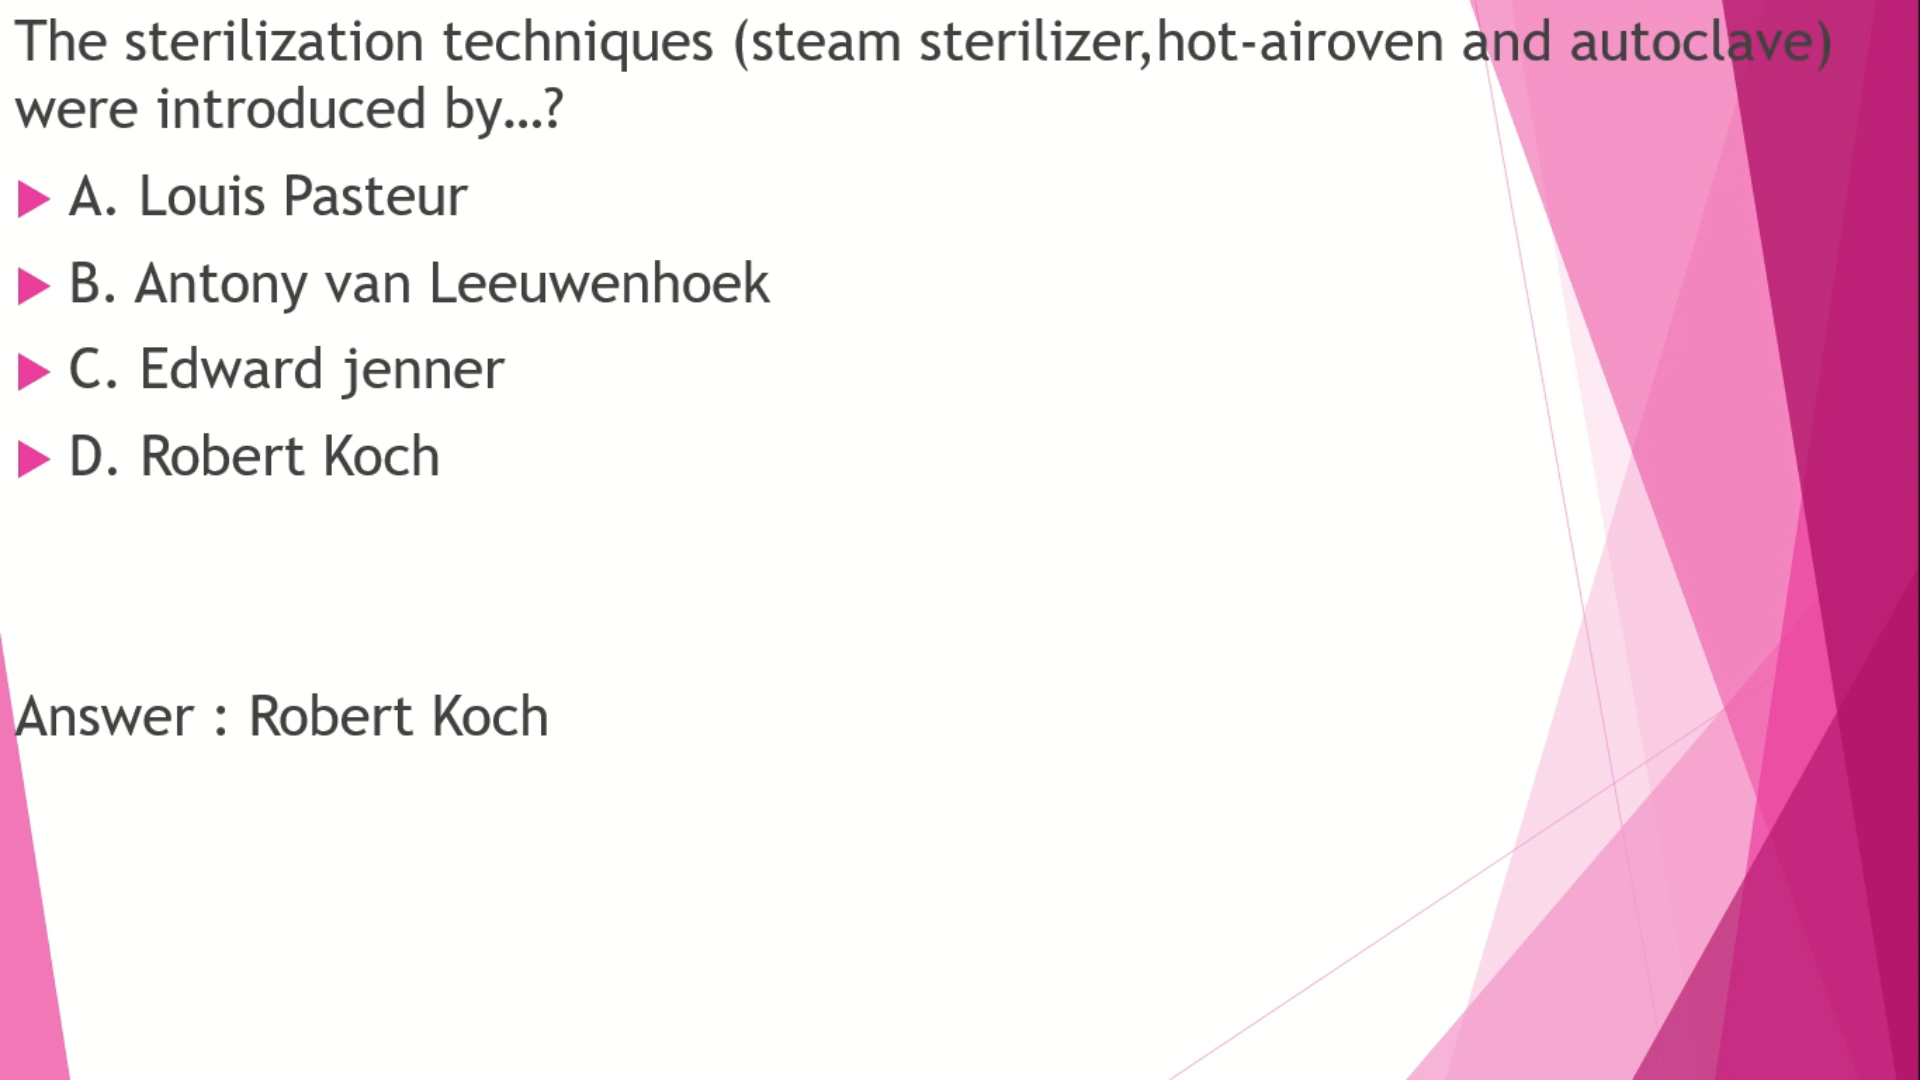 The sterilization techniques (steam sterilizer,hot-airoven and autoclave)
were introduced by...?
A. Louis Pasteur
B. Antony van Leeuwenhoek
C. Edward jenner
D. Robert Koch
Answer : Robert Koch